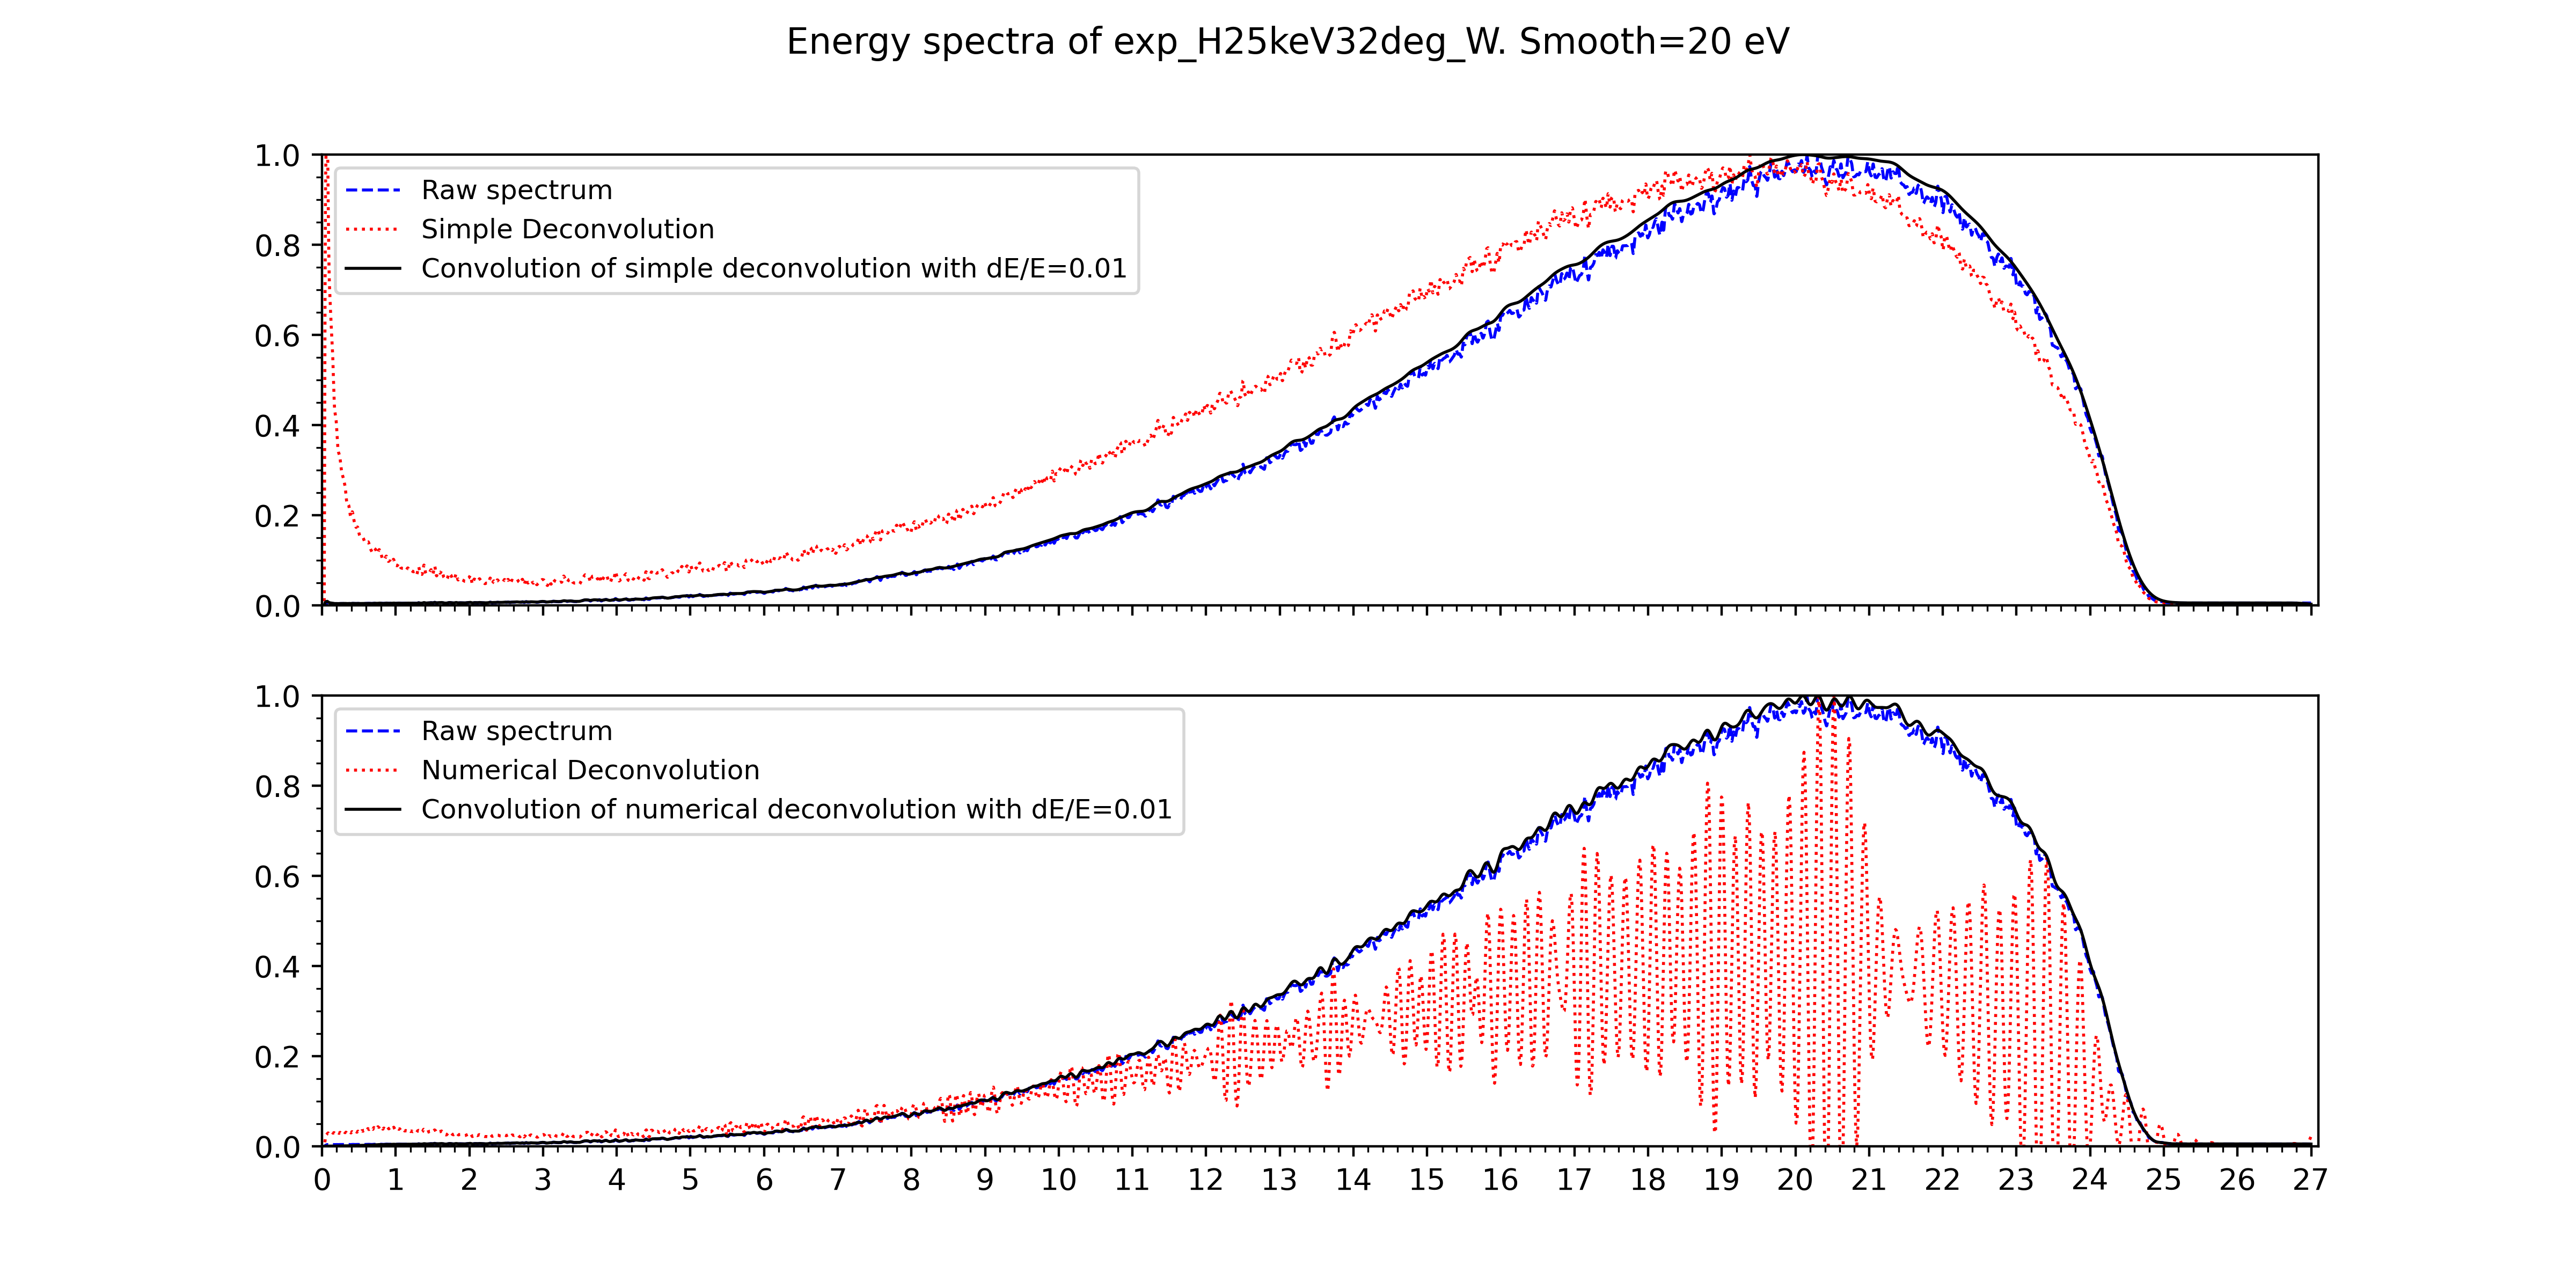 Energy spectra of exp_H25keV32deg_W. Smooth=20 eV
1.0
0.8
0.6
0.4
0.2
0.0
Raw spectrum
Simple Deconvolution
Convolution of simple deconvolution with dE/E=0.01
1.0
0.8
0.6
0.4
0.2
0.0
Raw spectrum
Numerical Deconvolution
Convolution of numerical deconvolution with dE/E=0.01
0 1 2 3 4 5 6 7 8 9 10 11 12 13 14 15 16 17 18 19 20 21 22 23 24 25 26 27